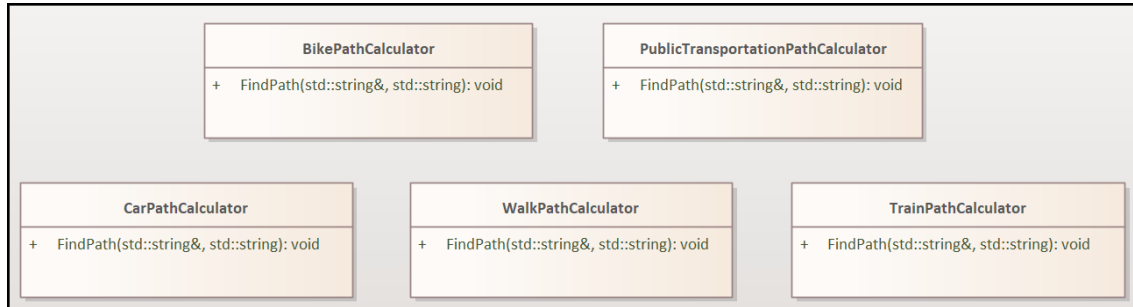 BikePathCalculator
+ FindPath(std::string&, std::string): void
PublicTransportationPathCalculator
+ FindPath(std::string&, std::string): void
CarPathCalculator
+ FindPath(std::string&, std::string): void
WalkPathCalculator
+ FindPath(std::string&, std::string): void
TrainPathCalculator
+ FindPath(std::string&, std::string): void